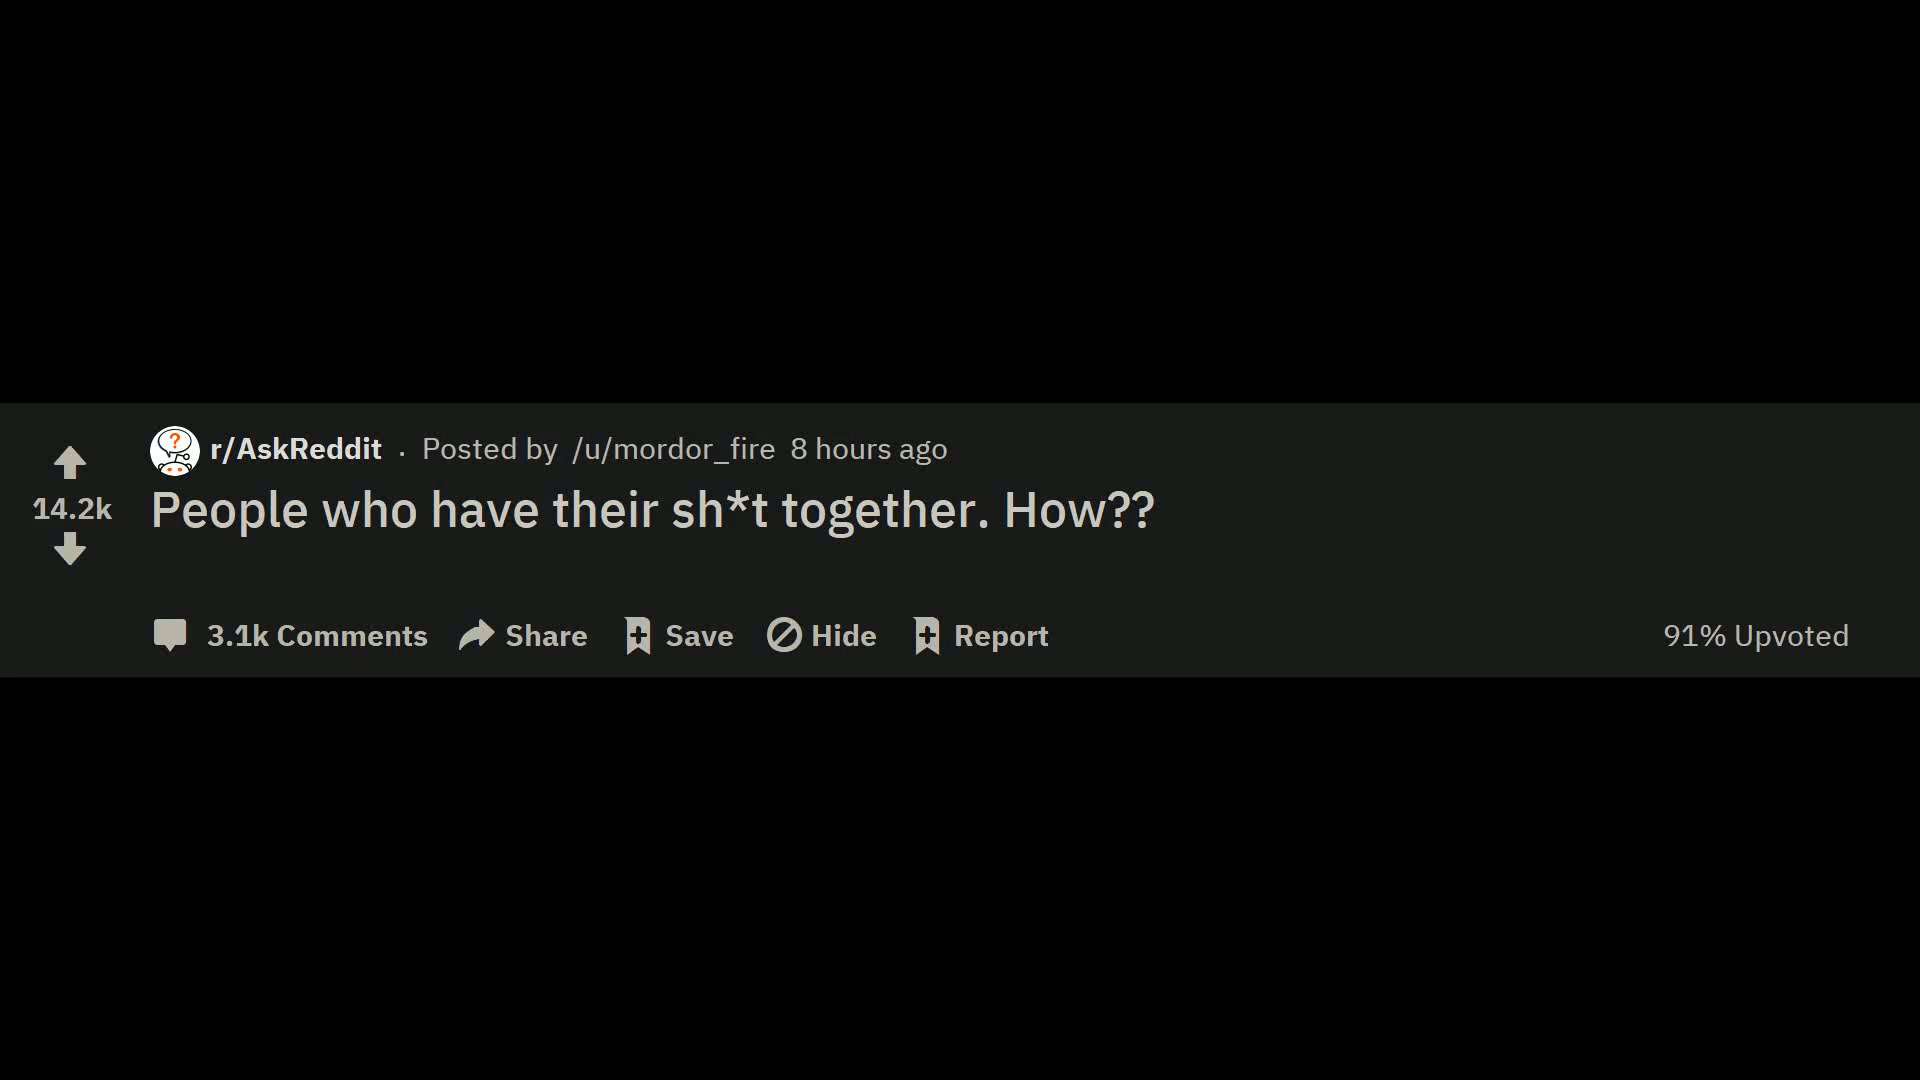 r/AskReddit · Posted by /u/mordor_fire 8 hours ago
14.2k
People who have their sh*t together. How??
3.1k Comments Share Save Hide Report 91% Upvoted